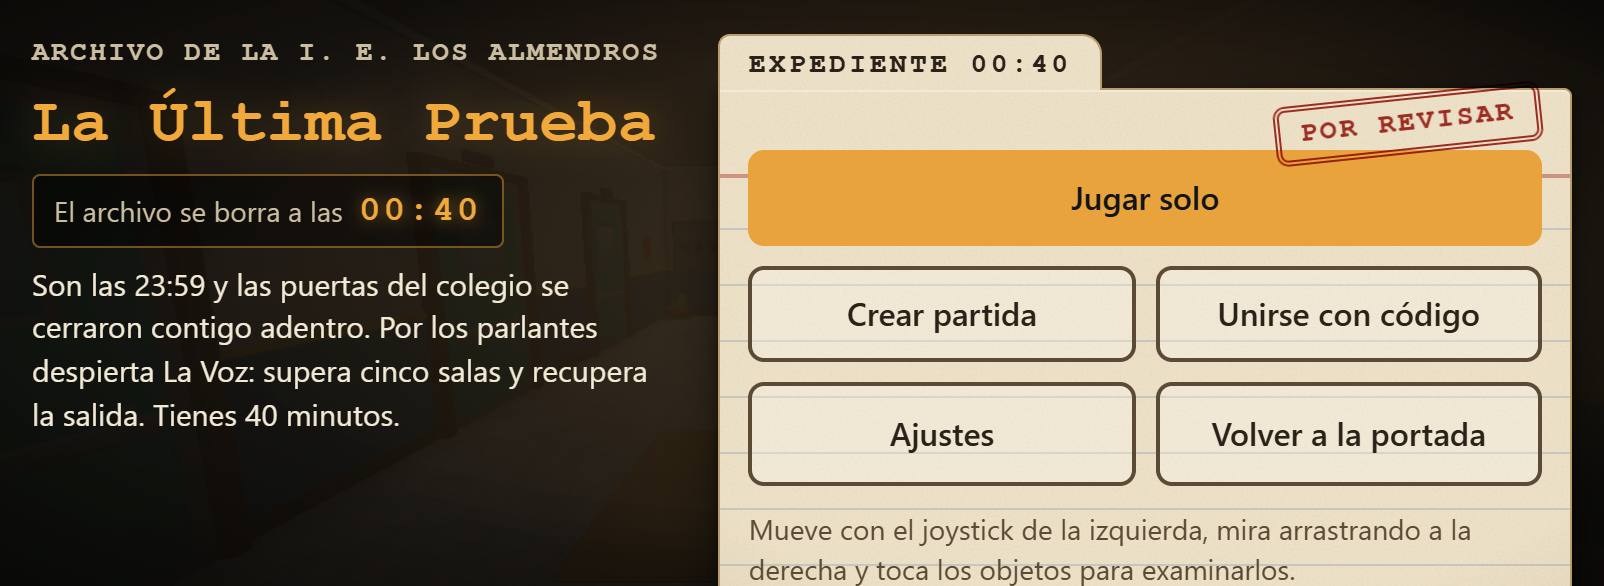 ARCHIVO DE LA I. E. LOS ALMENDROS
La Última Prueba
El archivo se borra a las 00:40
Son las 23:59 y las puertas del colegio se
cerraron contigo adentro. Por los parlantes
despierta La Voz: supera cinco salas y recupera
la salida. Tienes 40 minutos.
EXPEDIENTE 00:40
POR REVISAR
Jugar solo
Crear partida
Unirse con código
Ajustes
Volver a la portada
Mueve con el joystick de la izquierda, mira arrastrando a la
derecha y toca los objetos para examinarlos.